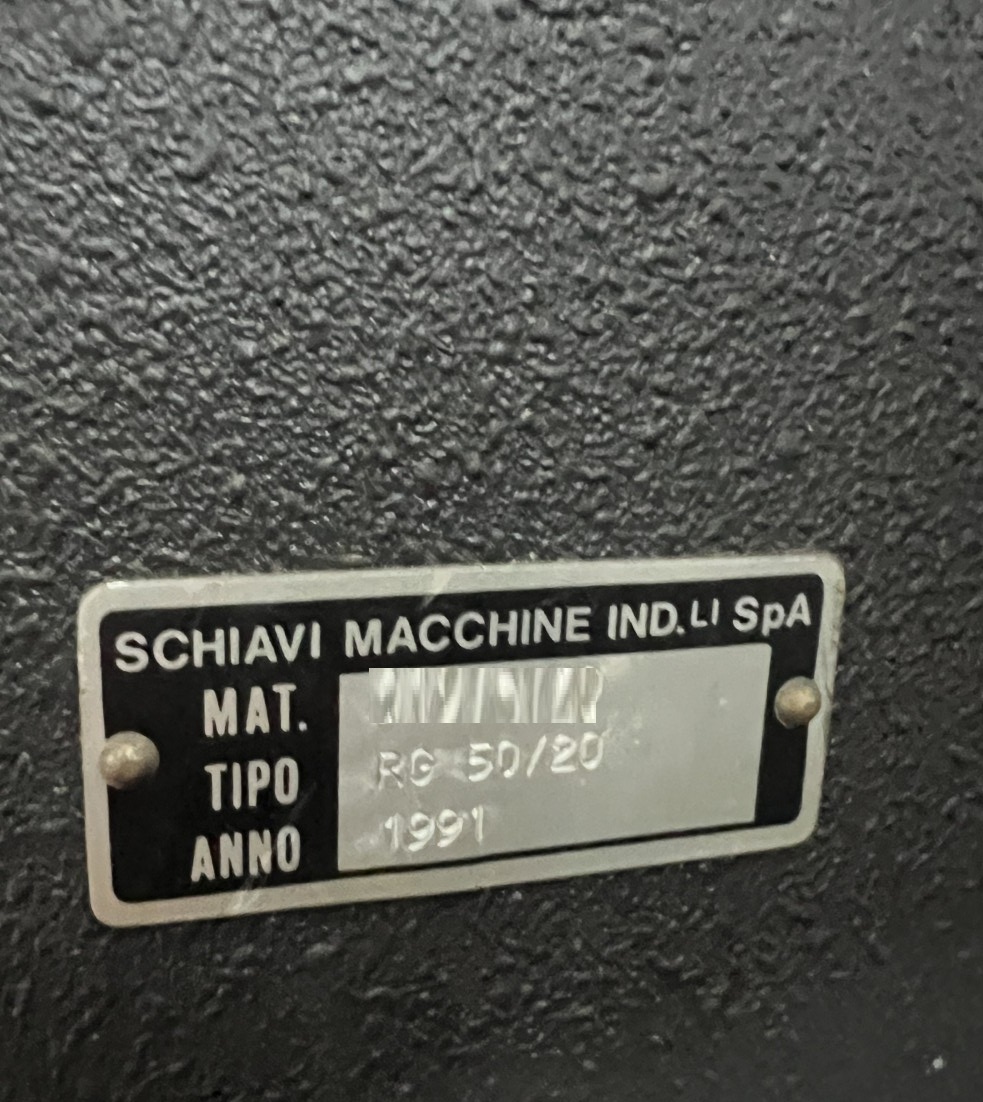 SCHIAVI MACCHINE IND.LI SpA
MAT.
TIPO RG 50/20
ANNO 1991